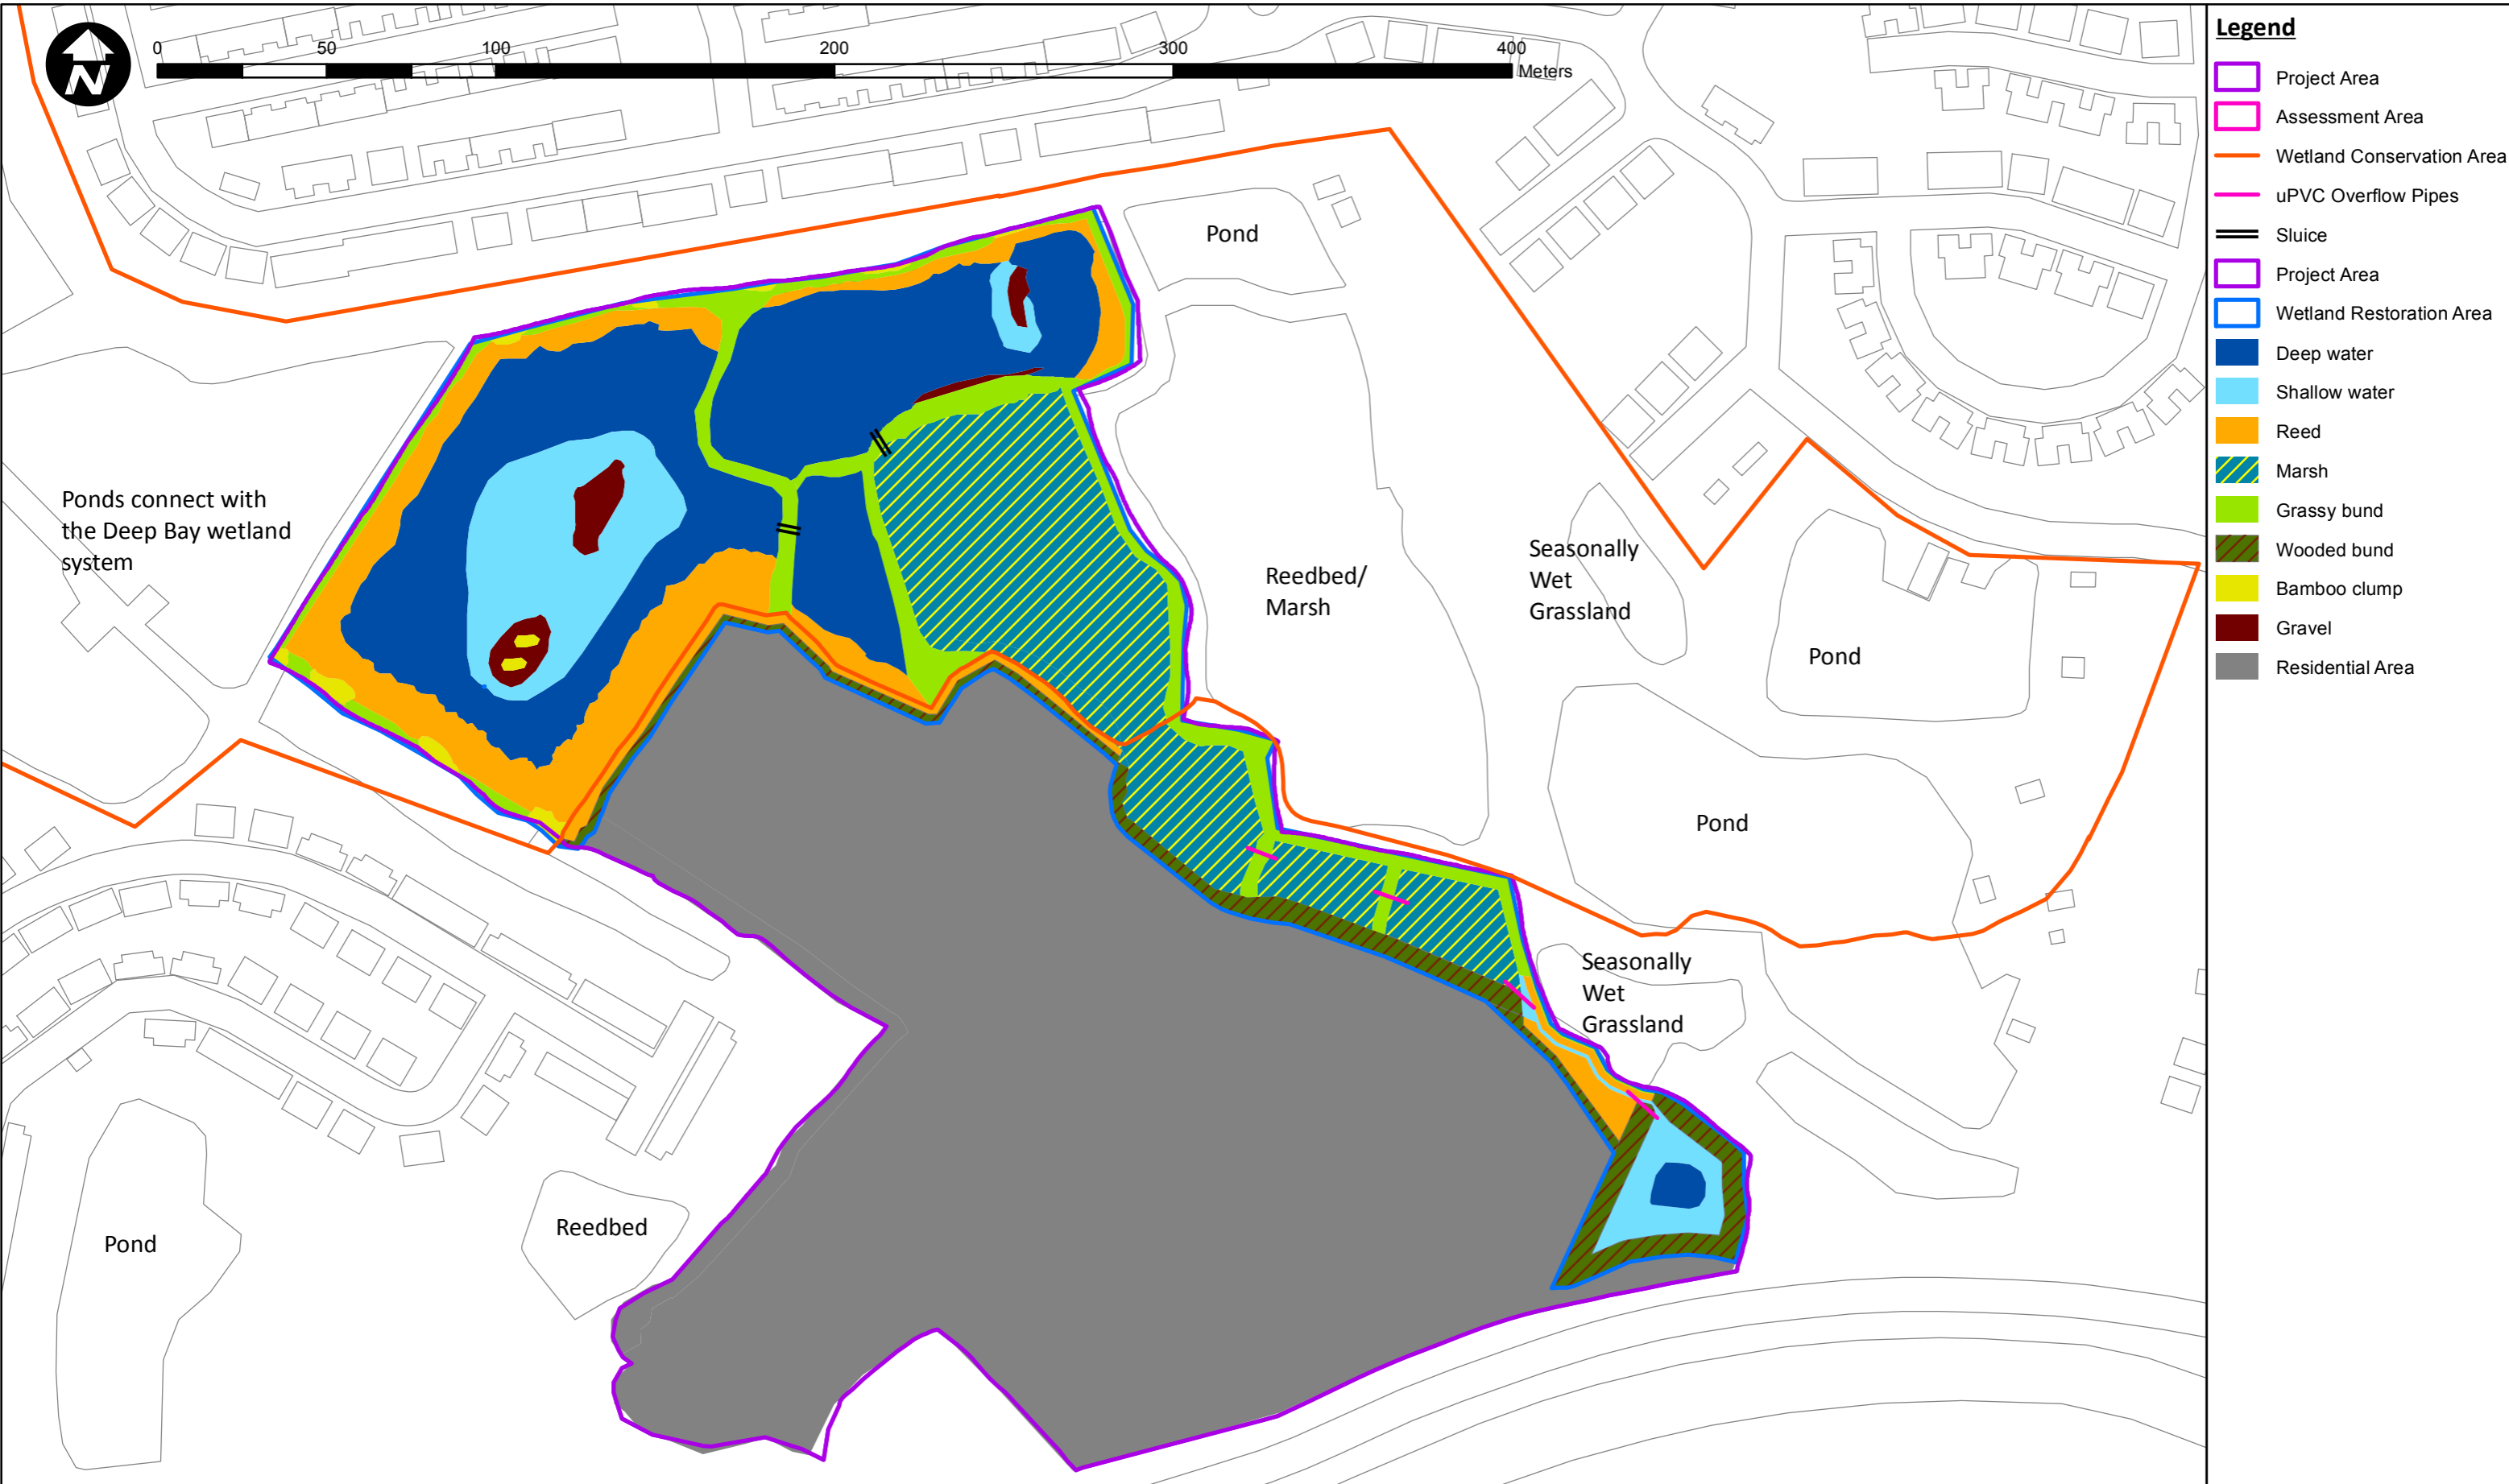 N
0 50 100 200 300 400
Meters
Pond
Ponds connect with
the Deep Bay wetland
system
Reedbed/
Marsh
Seasonally
Wet
Grassland
Pond
Pond
Seasonally
Wet
Grassland
Reedbed
Pond
Legend
Project Area
Assessment Area
Wetland Conservation Area
uPVC Overflow Pipes
Sluice
Project Area
Wetland Restoration Area
Deep water
Shallow water
Reed
Marsh
Grassy bund
Wooded bund
Bamboo clump
Gravel
Residential Area